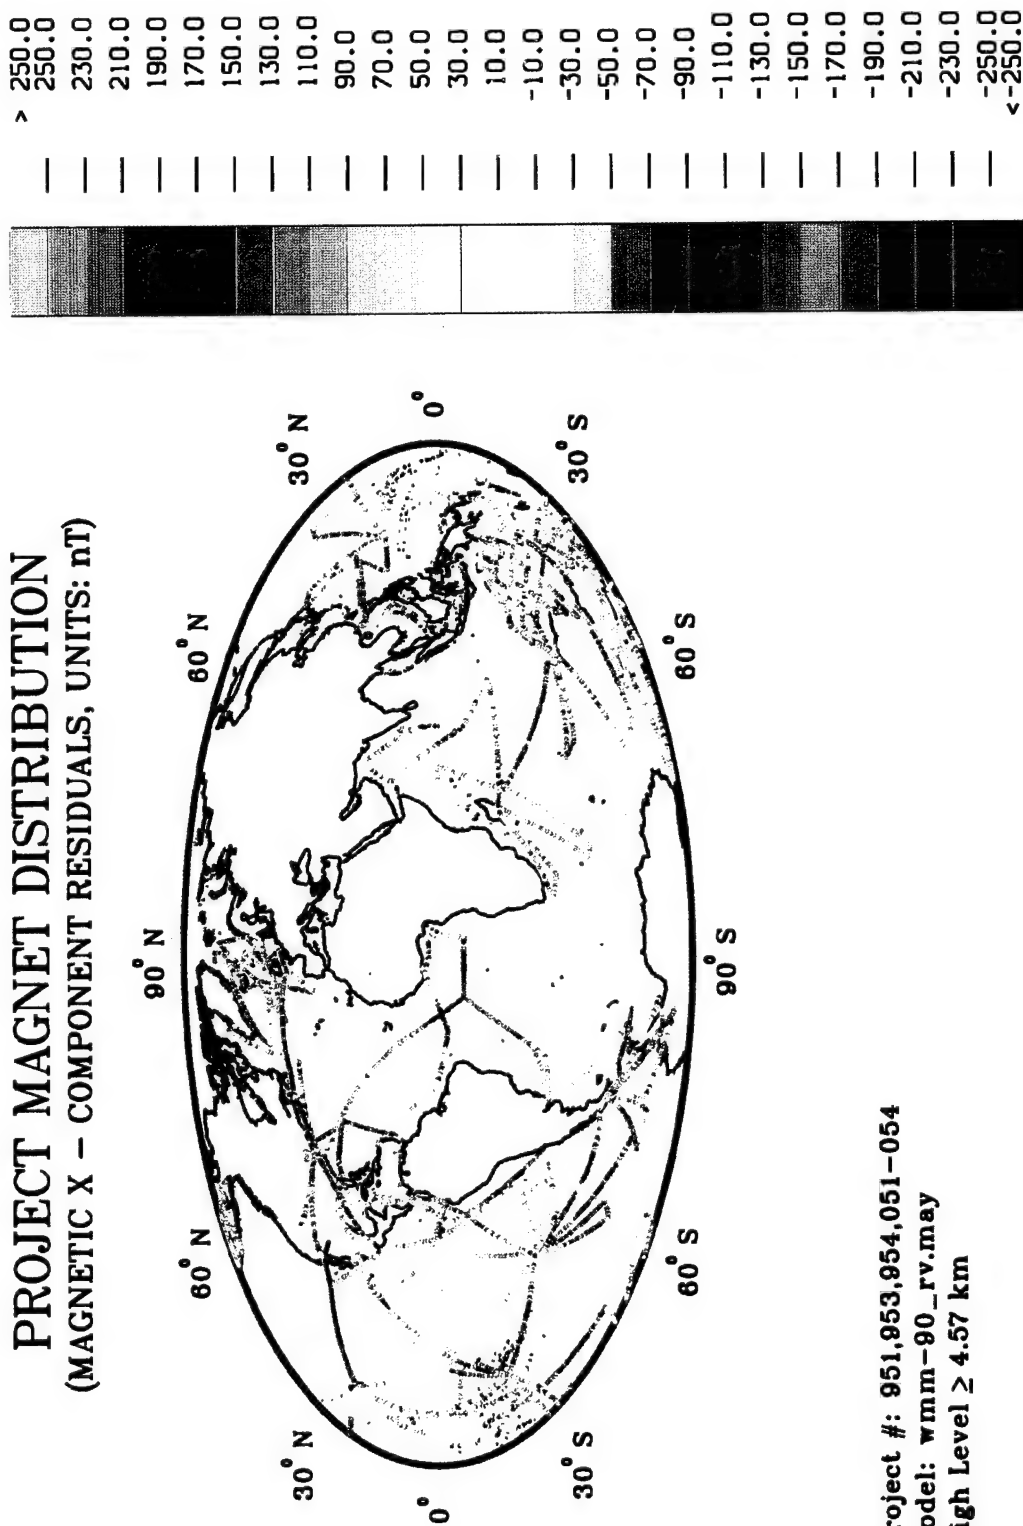 PROJECT MAGNET DISTRIBUTION
(MAGNETIC X – COMPONENT RESIDUALS, UNITS: nT)
90° N
60° N
60° N
30° N
30° N
0°
0°
30° S
30° S
60° S
60° S
90° S
roject #: 951,953,954,051-054
odel: wmm-90_rv.may
igh Level ≥ 4.57 km
> 250.0
250.0
230.0
210.0
190.0
170.0
150.0
130.0
110.0
90.0
70.0
50.0
30.0
10.0
-10.0
-30.0
-50.0
-70.0
-90.0
-110.0
-130.0
-150.0
-170.0
-190.0
-210.0
-230.0
-250.0
<-250.0